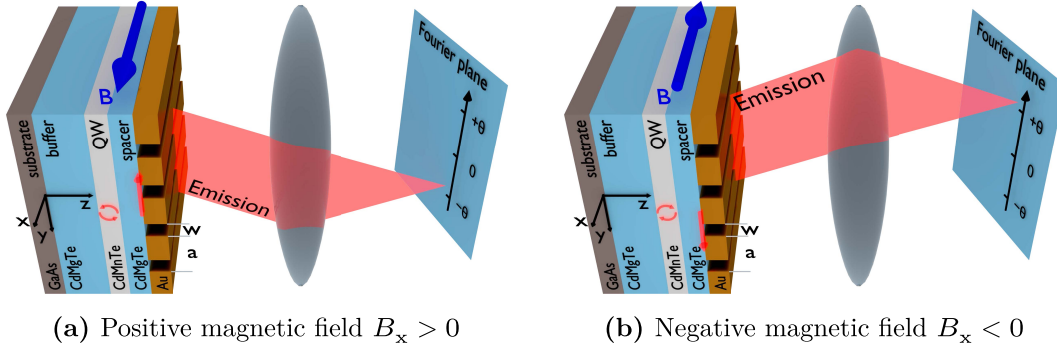 B
Fourier plane
+θ
0
-θ
substrate
buffer
QW
spacer
Emission
x
Y
z
w
a
GaAs
CdMgTe
CdMnTe
CdMgTe
Au
(a) Positive magnetic field Bx > 0
B
Fourier plane
+θ
0
-θ
substrate
buffer
QW
spacer
Emission
x
Y
z
w
a
GaAs
CdMgTe
CdMnTe
CdMgTe
Au
(b) Negative magnetic field Bx < 0